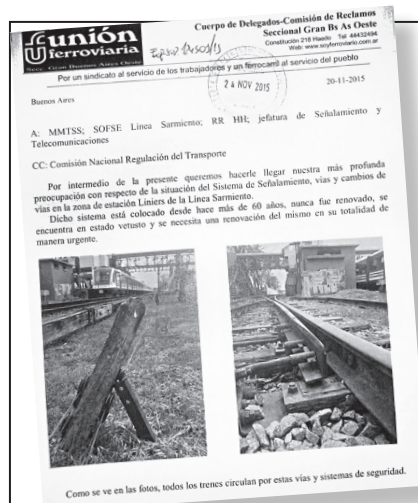 unión
ferroviaria
Cuerpo de Delegados-Comisión de Reclamos
Seccional Gran Bs As Oeste
Constitución 218 Haedo Tel 44432494
Web: www.soyferroviario.com.ar
Por un sindicato al servicio de los trabajadores y un ferrocarril al servicio del pueblo
24 NOV 2015
20-11-2015
Buenos Aires
A: MMTSS; SOFSE Linea Sarmiento; RR HH; jefatura de Señalamiento y
Telecomunicaciones
CC: Comisión Nacional Regulación del Transporte
Por intermedio de la presente queremos hacerle llegar nuestra más profunda
preocupación con respecto de la situación del Sistema de Señalamiento, vías y cambios de
vías en la zona de estación Liniers de la Línea Sarmiento.
Dicho sistema está colocado desde hace más de 60 años, nunca fue renovado, se
encuentra en estado vetusto y se necesita una renovación del mismo en su totalidad de
manera urgente.
Como se ve en las fotos, todos los trenes circulan por estas vías y sistemas de seguridad.